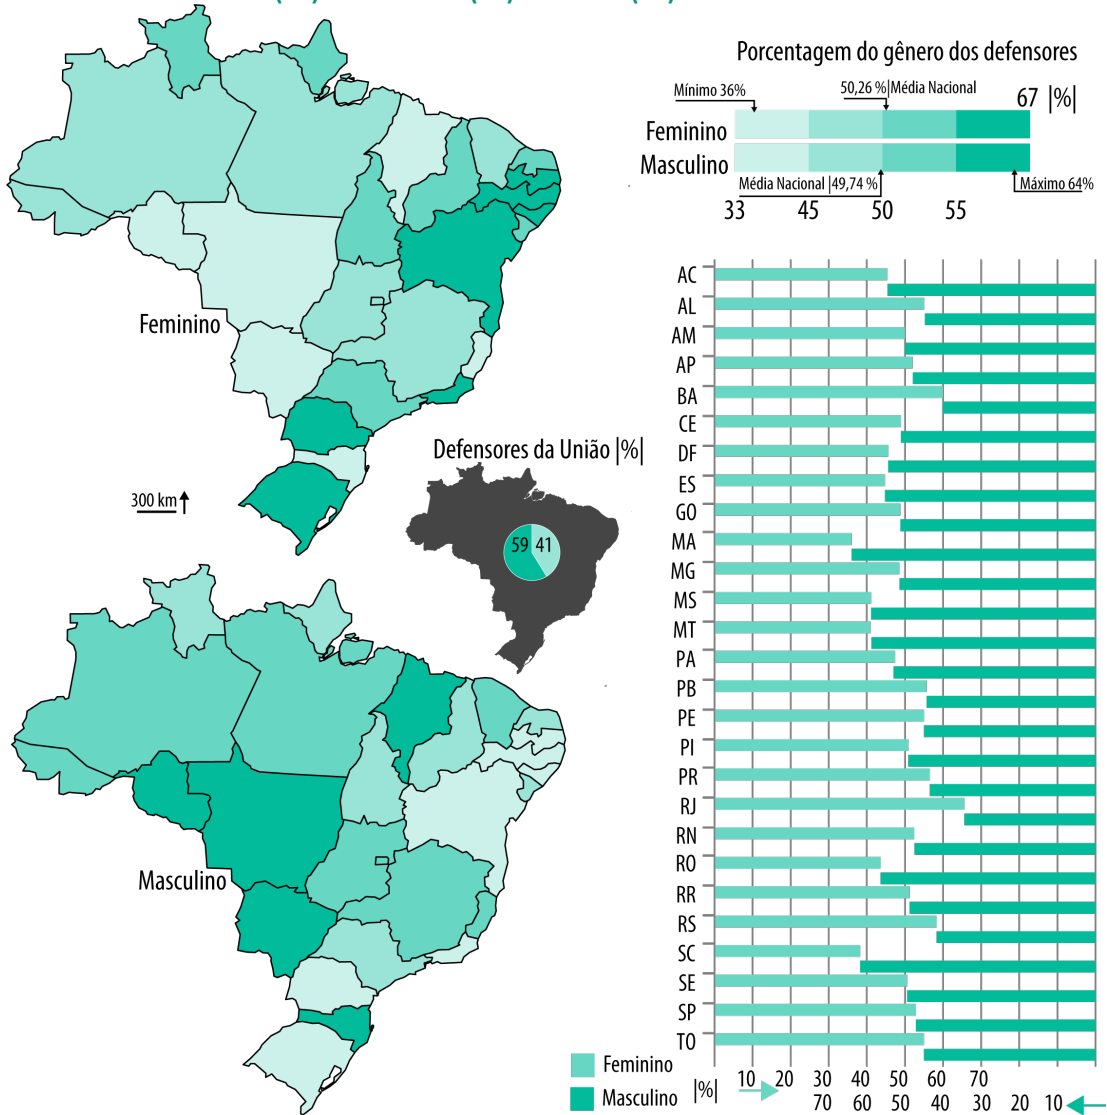 Porcentagem do gênero dos defensores
Mínimo 36%
50,26 %|Média Nacional
67 |%|
Feminino
Masculino
Média Nacional |49,74 %
Máximo 64%
33 45 50 55
Feminino
300 km
Defensores da União |%|
59 41
Masculino
AC
AL
AM
AP
BA
CE
DF
ES
GO
MA
MG
MS
MT
PA
PB
PE
PI
PR
RJ
RN
RO
RR
RS
SC
SE
SP
TO
Feminino
Masculino
|%|
10 20 30 40 50 60 70
70 60 50 40 30 20 10